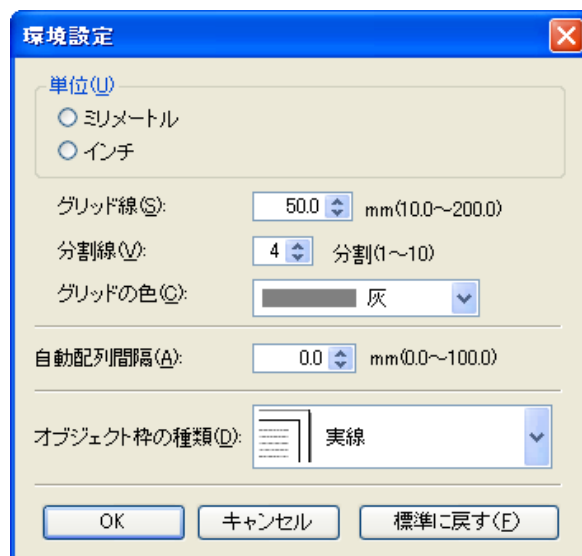 環境設定
単位(U)
ミリメートル
インチ
グリッド線(S): 50.0 mm(10.0～200.0)
分割線(V): 4 分割(1～10)
グリッドの色(C): 灰
自動配列間隔(A): 0.0 mm(0.0～100.0)
オブジェクト枠の種類(D): 実線
OK キャンセル 標準に戻す(F)